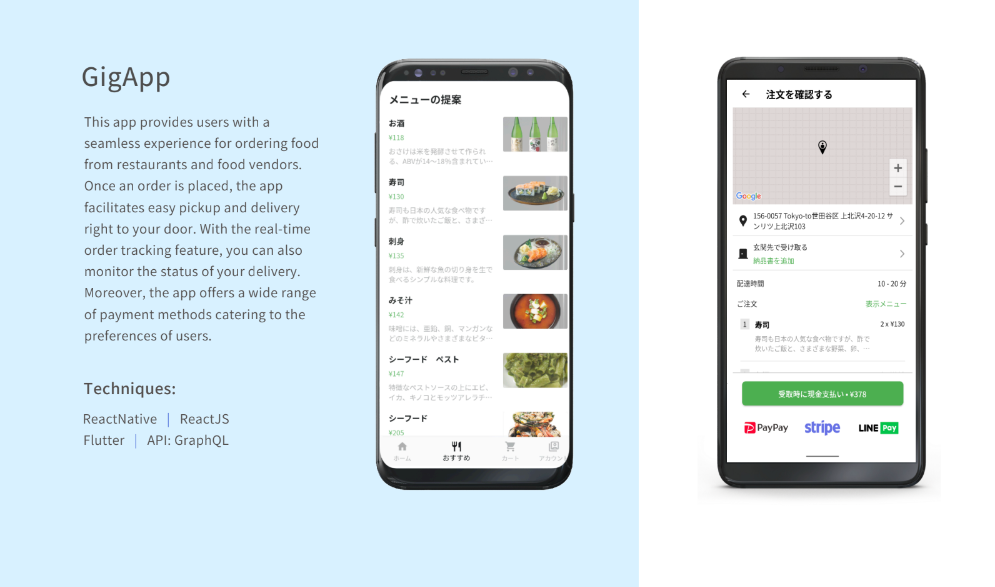 GigApp
This app provides users with a
seamless experience for ordering food
from restaurants and food vendors.
Once an order is placed, the app
facilitates easy pickup and delivery
right to your door. With the real-time
order tracking feature, you can also
monitor the status of your delivery.
Moreover, the app offers a wide range
of payment methods catering to the
preferences of users.
Techniques:
ReactNative | ReactJS
Flutter | API: GraphQL
メニューの提案
お酒
¥118
おさけは米を発酵させて作られ
る、ABVが14〜18%含まれてい…
寿司
¥130
寿司も日本の人気な食べ物です
が、酢で炊いたご飯と、さまざ…
刺身
¥135
刺身は、新鮮な魚の切り身を生で
食べるシンプルな料理です。
みそ汁
¥142
味噌には、亜鉛、銅、マンガンな
どのミネラルやさまざまなビタ…
シーフード ペスト
¥147
特徴なペストソースの上にエビ、
イカ、キノコとモッツアレラチ…
シーフード
¥205
ホーム
おすすめ
カート
アカウント
注文を確認する
+
−
Google
156-0057 Tokyo-to世田谷区 上北沢4-20-12 サ
ンリツ上北沢103
玄関先で受け取る
納品書を追加
配達時間 10 - 20 分
ご注文 表示メニュー
1 寿司 2 x ¥130
寿司も日本の人気な食べ物ですが、酢で
炊いたご飯と、さまざまな野菜、卵、…
受取時に現金支払い • ¥378
PayPay stripe LINE Pay